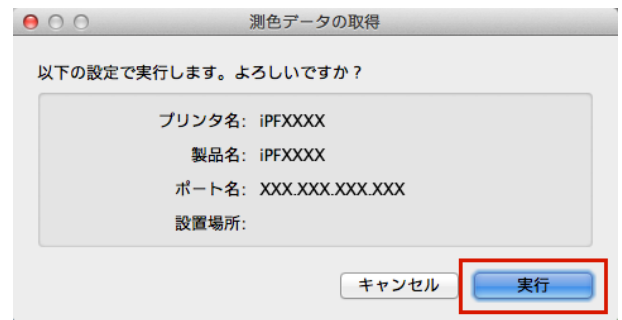 測色データの取得
以下の設定で実行します。よろしいですか？
プリンタ名: iPFXXXX
製品名: iPFXXXX
ポート名: XXX.XXX.XXX.XXX
設置場所:
キャンセル 実行